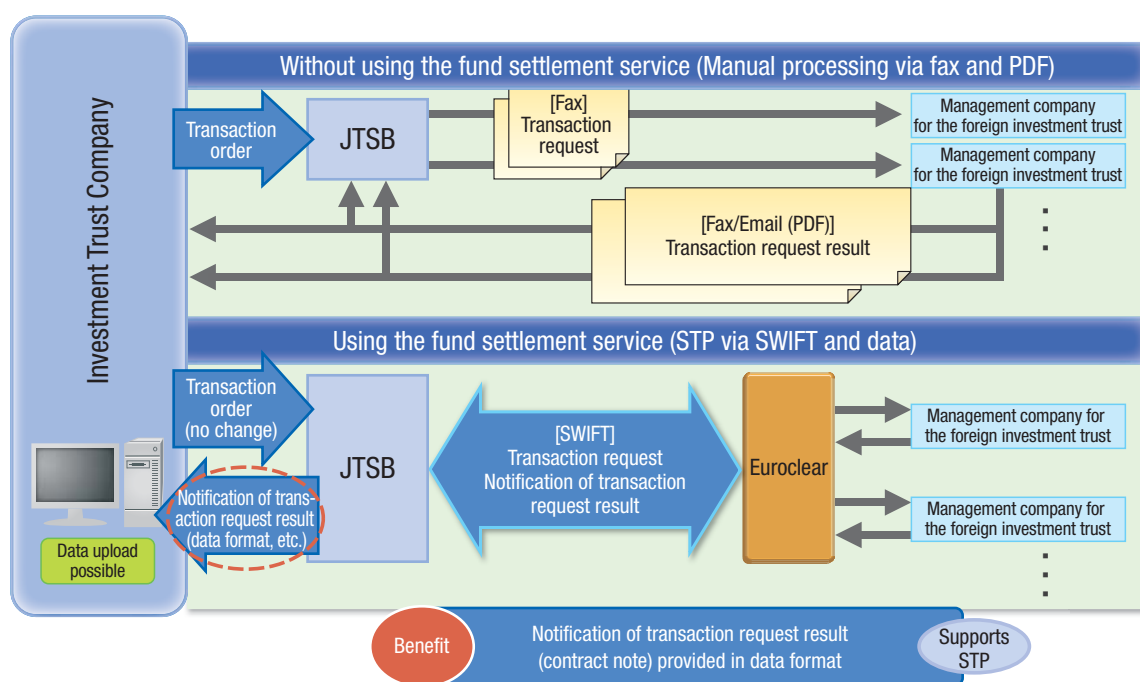 Investment Trust Company
Without using the fund settlement service (Manual processing via fax and PDF)
Transaction
order
JTSB
[Fax]
Transaction
request
Management company
for the foreign investment trust
Management company
for the foreign investment trust
[Fax/Email (PDF)]
Transaction request result
Using the fund settlement service (STP via SWIFT and data)
Transaction
order
(no change)
JTSB
[SWIFT]
Transaction request
Notification of transaction
request result
Euroclear
Management company for
the foreign investment trust
Management company for
the foreign investment trust
Notification of trans-
action request result
(data format, etc.)
Data upload
possible
Benefit
Notification of transaction request result
(contract note) provided in data format
Supports
STP